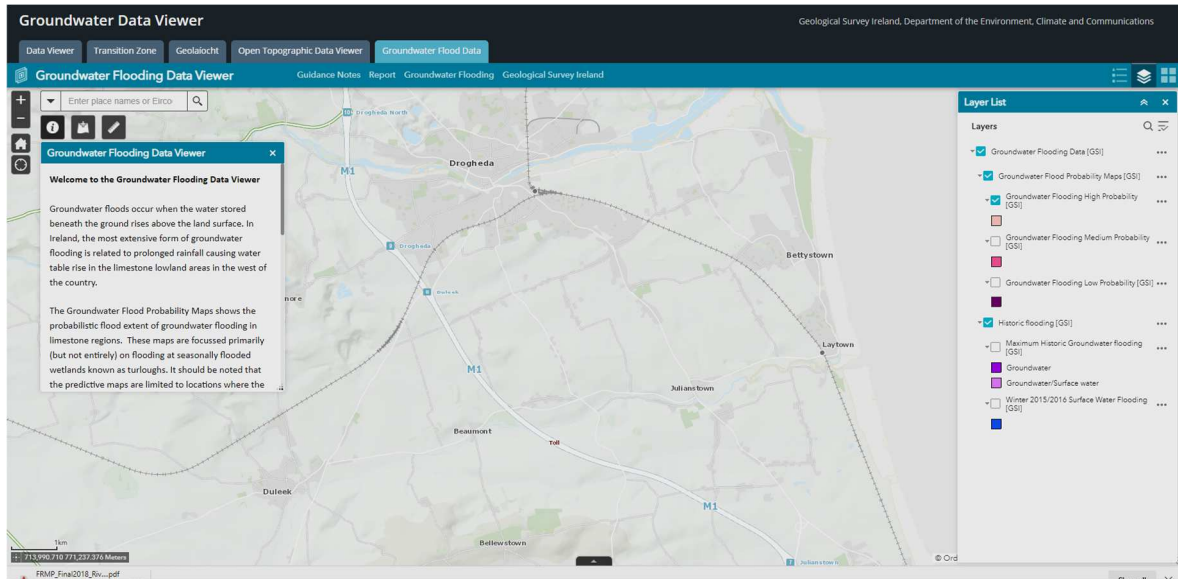 Groundwater Data Viewer
Geological Survey Ireland, Department of the Environment, Climate and Communications
Data Viewer
Transition Zone
Geolaíocht
Open Topographic Data Viewer
Groundwater Flood Data
Groundwater Flooding Data Viewer
Guidance Notes
Report
Groundwater Flooding
Geological Survey Ireland
Enter place names or Eirco
Groundwater Flooding Data Viewer
Welcome to the Groundwater Flooding Data Viewer
Groundwater floods occur when the water stored
beneath the ground rises above the land surface. In
Ireland, the most extensive form of groundwater
flooding is related to prolonged rainfall causing water
table rise in the limestone lowland areas in the west of
the country.
The Groundwater Flood Probability Maps shows the
probabilistic flood extent of groundwater flooding in
limestone regions. These maps are focussed primarily
(but not entirely) on flooding at seasonally flooded
wetlands known as turloughs. It should be noted that
the predictive maps are limited to locations where the
Drogheda North
Drogheda
M1
Drogheda
Duleek
more
Bettystown
Laytown
M1
Julianstown
Beaumont
Toll
Duleek
M1
Bellewstown
7 Julianstown
1km
713,990.710 771,237.376 Meters
© Ord
Layer List
Layers
Groundwater Flooding Data [GSI]
Groundwater Flood Probability Maps [GSI]
Groundwater Flooding High Probability
[GSI]
Groundwater Flooding Medium Probability
[GSI]
Groundwater Flooding Low Probability [GSI]
Historic flooding [GSI]
Maximum Historic Groundwater flooding
[GSI]
Groundwater
Groundwater/Surface water
Winter 2015/2016 Surface Water Flooding
[GSI]
FRMP_Final2018_Riv....pdf